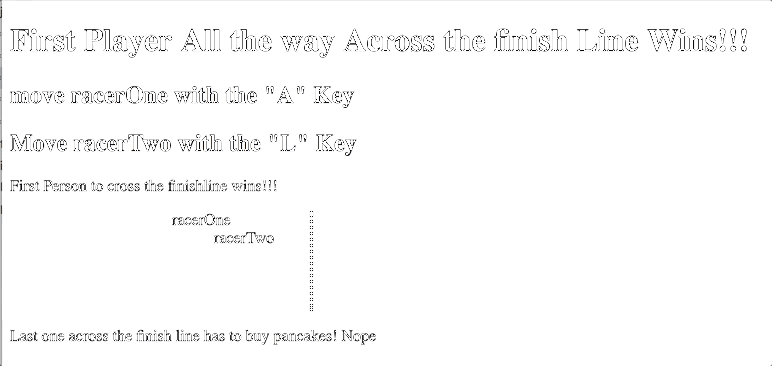 First Player All the way Across the finish Line Wins!!!
move racerOne with the "A" Key
Move racerTwo with the "L" Key
First Person to cross the finishline wins!!!
racerOne
racerTwo
Last one across the finish line has to buy pancakes! Nope